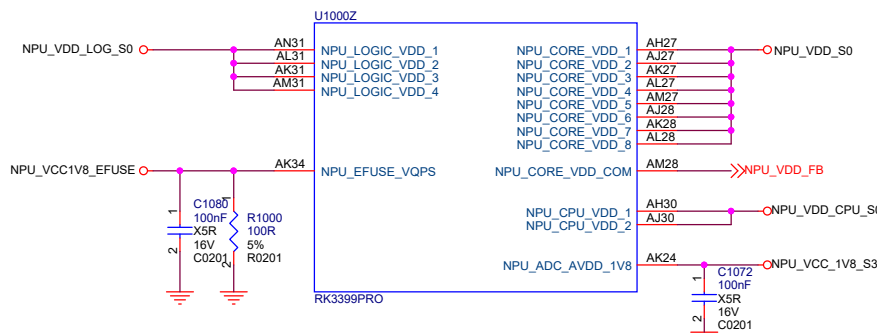 U1000Z
NPU_VDD_LOG_S0
AN31
AL31
AK31
AM31
NPU_LOGIC_VDD_1
NPU_LOGIC_VDD_2
NPU_LOGIC_VDD_3
NPU_LOGIC_VDD_4
NPU_CORE_VDD_1
NPU_CORE_VDD_2
NPU_CORE_VDD_3
NPU_CORE_VDD_4
NPU_CORE_VDD_5
NPU_CORE_VDD_6
NPU_CORE_VDD_7
NPU_CORE_VDD_8
AH27
AJ27
AK27
AL27
AM27
AJ28
AK28
AL28
NPU_VDD_S0
NPU_VCC1V8_EFUSE
AK34
NPU_EFUSE_VQPS
NPU_CORE_VDD_COM
AM28
NPU_VDD_FB
1
C1080
100nF
X5R
16V
C0201
2
1
R1000
100R
5%
R0201
2
NPU_CPU_VDD_1
NPU_CPU_VDD_2
AH30
AJ30
NPU_VDD_CPU_S0
NPU_ADC_AVDD_1V8
AK24
NPU_VCC_1V8_S3
1
C1072
100nF
X5R
16V
C0201
2
RK3399PRO